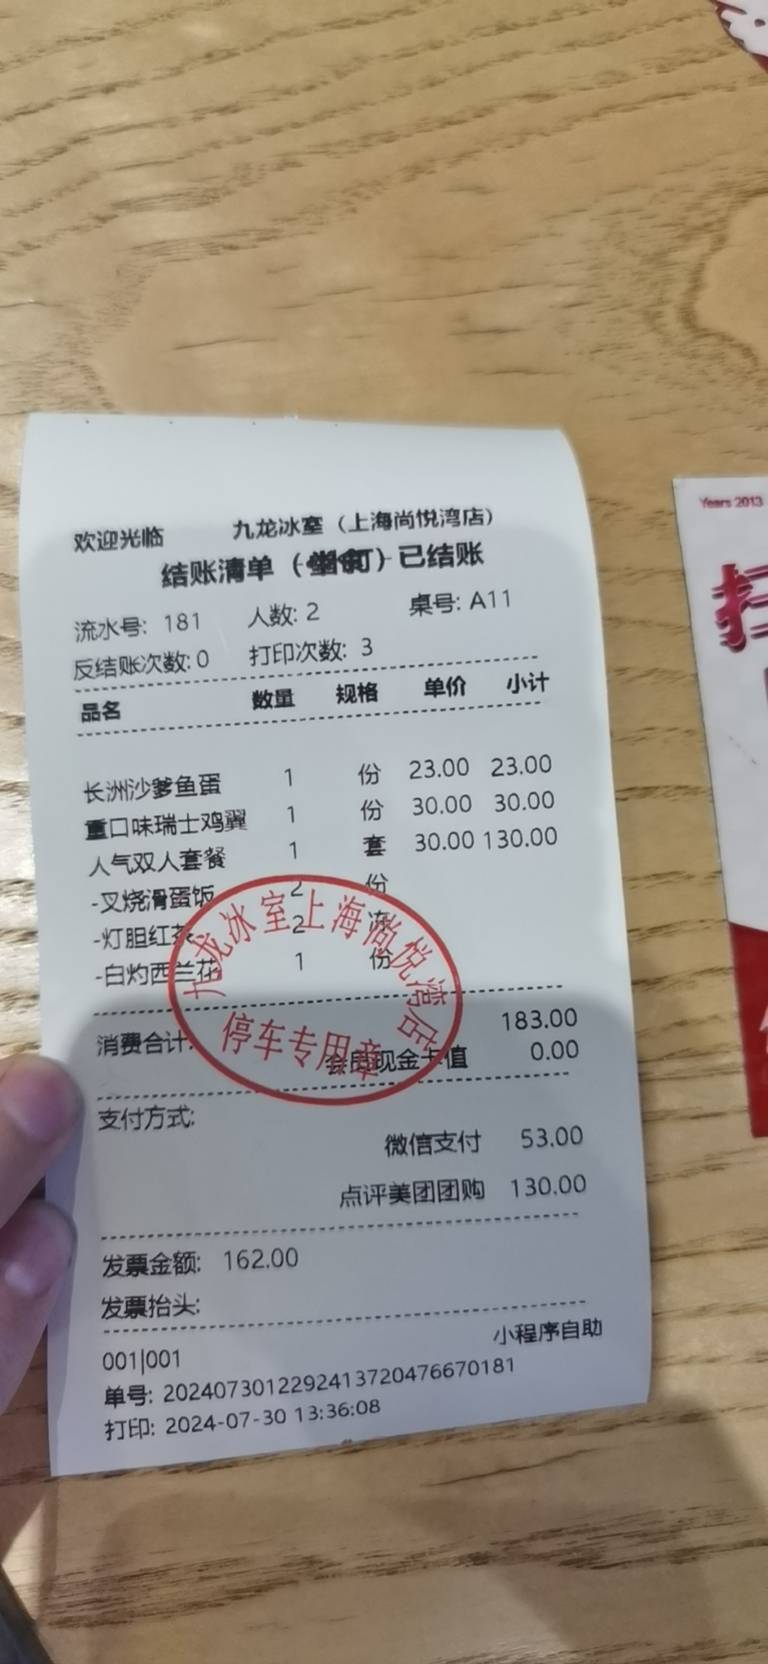 欢迎光临 九龙冰室（上海尚悦湾店）
结账清单（ ）已结账
流水号: 181 人数: 2 桌号: A11
反结账次数: 0 打印次数: 3
品名 数量 规格 单价 小计
长洲沙爹鱼蛋 1 份 23.00 23.00
重口味瑞士鸡翼 1 份 30.00 30.00
人气双人套餐 1 套 30.00 130.00
-叉烧滑蛋饭 2 份
-灯胆红茶 2
-白灼西兰花 1 份
九龙冰室上海尚悦湾店
停车专用章
消费合计: 183.00
会员现金卡值 0.00
支付方式:
微信支付 53.00
点评美团团购 130.00
发票金额: 162.00
发票抬头:
小程序自助
001|001
单号: 2024073012292413720476670181
打印: 2024-07-30 13:36:08
Years 2013
扫